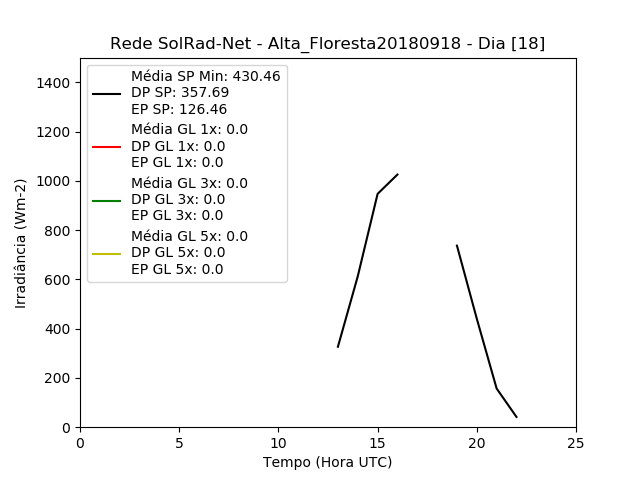 Rede SolRad-Net - Alta_Floresta20180918 - Dia [18]
Média SP Min: 430.46
DP SP: 357.69
EP SP: 126.46
Média GL 1x: 0.0
DP GL 1x: 0.0
EP GL 1x: 0.0
Média GL 3x: 0.0
DP GL 3x: 0.0
EP GL 3x: 0.0
Média GL 5x: 0.0
DP GL 5x: 0.0
EP GL 5x: 0.0
Irradiância (Wm-2)
1400
1200
1000
800
600
400
200
0
0 5 10 15 20 25
Tempo (Hora UTC)